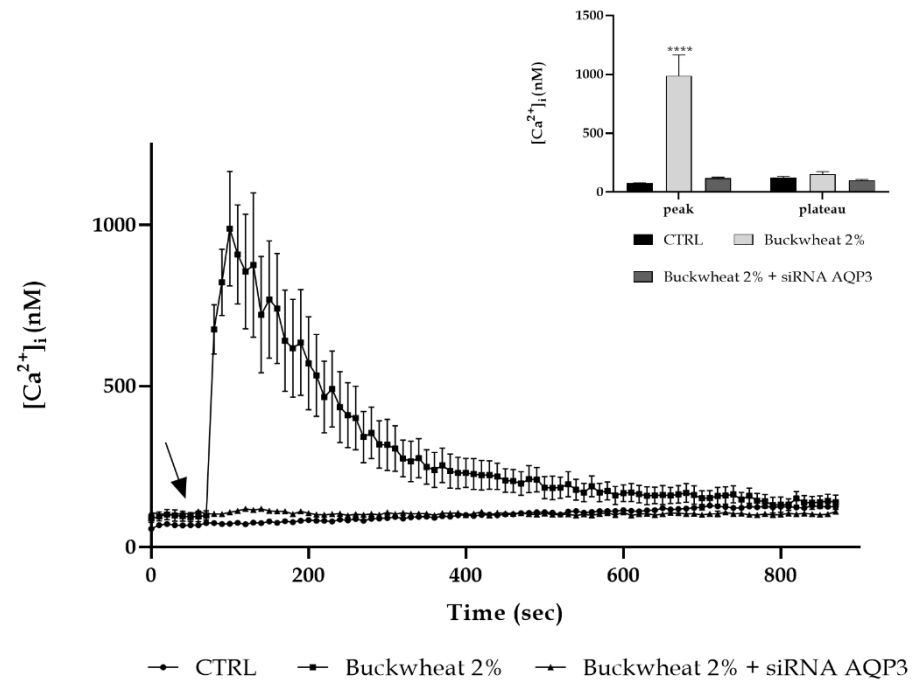 1500
1000
500
0
[Ca²⁺]ᵢ (nM)
****
peak
plateau
CTRL
Buckwheat 2%
Buckwheat 2% + siRNA AQP3
1000
500
0
[Ca²⁺]ᵢ (nM)
0
200
400
600
800
Time (sec)
CTRL
Buckwheat 2%
Buckwheat 2% + siRNA AQP3